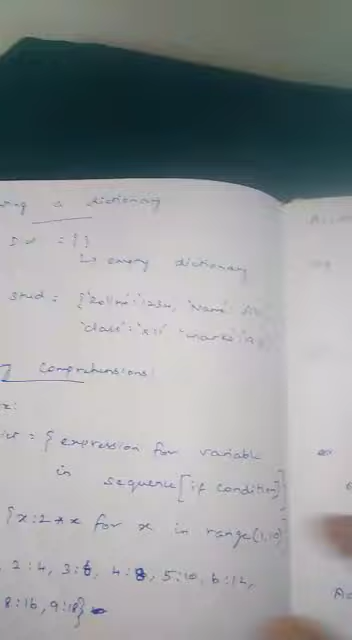 a dictionary
= { }
↳ empty dictionary
stud = {'Rollno': 1234, 'Name':
'class': 'XI' 'marks':
Comprehensions:
= { expression for variable
in sequence [if condition] }
{x:2*x for x in range(1,10)}
, 2:4, 3:6, 4:8, 5:10, 6:12,
8:16, 9:18}